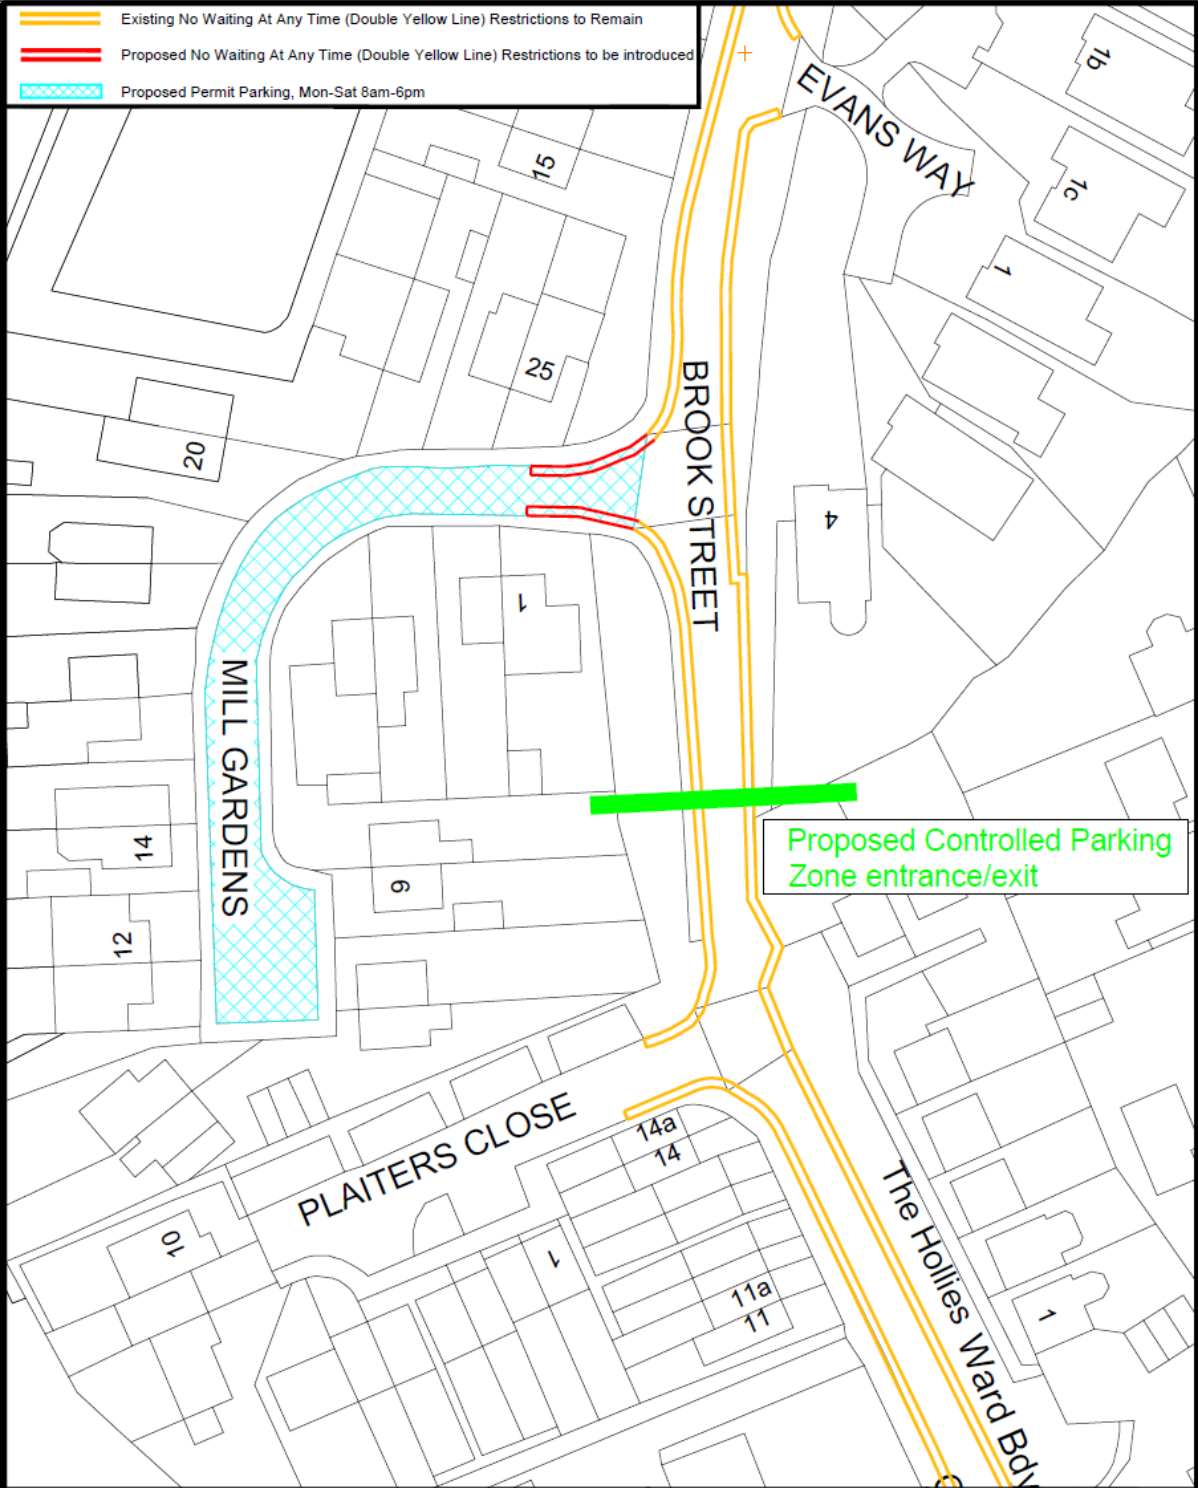 Existing No Waiting At Any Time (Double Yellow Line) Restrictions to Remain
Proposed No Waiting At Any Time (Double Yellow Line) Restrictions to be introduced
Proposed Permit Parking, Mon-Sat 8am-6pm
1b
EVANS WAY
15
1c
1
25
BROOK STREET
20
4
1
MILL GARDENS
14
Proposed Controlled Parking
Zone entrance/exit
9
12
PLAITERS CLOSE
14a
14
10
1
11a
11
The Hollies Ward Bdy
1